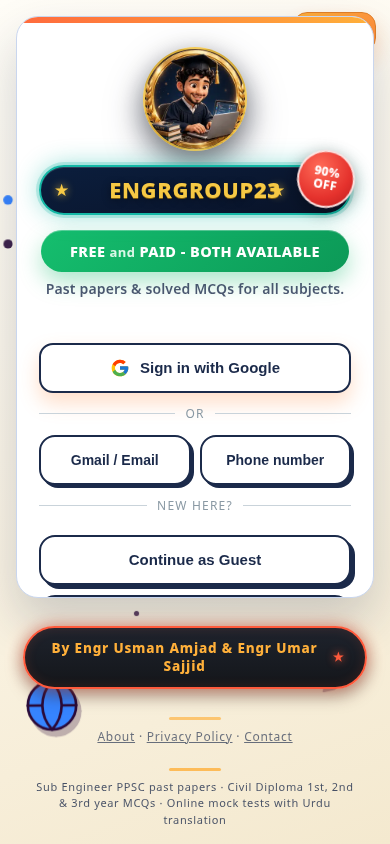 ★ ENGRGROUP23 ★
90%
OFF
FREE and PAID - BOTH AVAILABLE
Past papers & solved MCQs for all subjects.
Sign in with Google
OR
Gmail / Email
Phone number
NEW HERE?
Continue as Guest
By Engr Usman Amjad & Engr Umar
Sajjid ★
About · Privacy Policy · Contact
Sub Engineer PPSC past papers · Civil Diploma 1st, 2nd
& 3rd year MCQs · Online mock tests with Urdu
translation